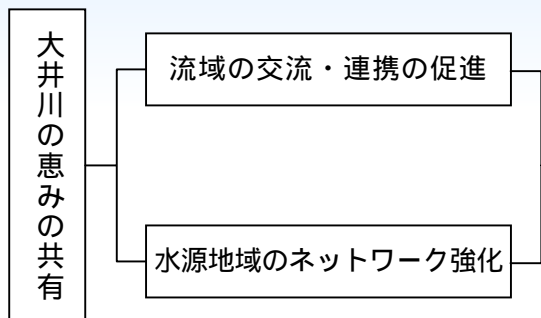 大井川の恵みの共有
流域の交流・連携の促進
水源地域のネットワーク強化